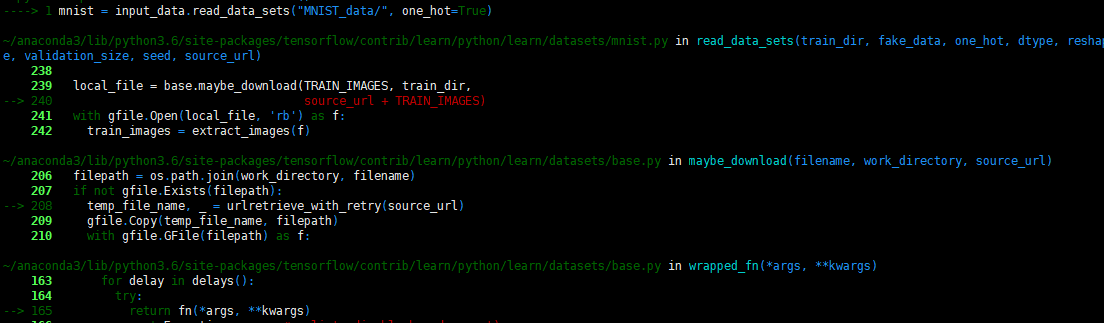 ----> 1 mnist = input_data.read_data_sets("MNIST_data/", one_hot=True)
~/anaconda3/lib/python3.6/site-packages/tensorflow/contrib/learn/python/learn/datasets/mnist.py in read_data_sets(train_dir, fake_data, one_hot, dtype, reshap
e, validation_size, seed, source_url)
238
239 local_file = base.maybe_download(TRAIN_IMAGES, train_dir,
--> 240 source_url + TRAIN_IMAGES)
241 with gfile.Open(local_file, 'rb') as f:
242 train_images = extract_images(f)
~/anaconda3/lib/python3.6/site-packages/tensorflow/contrib/learn/python/learn/datasets/base.py in maybe_download(filename, work_directory, source_url)
206 filepath = os.path.join(work_directory, filename)
207 if not gfile.Exists(filepath):
--> 208 temp_file_name, _ = urlretrieve_with_retry(source_url)
209 gfile.Copy(temp_file_name, filepath)
210 with gfile.GFile(filepath) as f:
~/anaconda3/lib/python3.6/site-packages/tensorflow/contrib/learn/python/learn/datasets/base.py in wrapped_fn(*args, **kwargs)
163 for delay in delays():
164 try:
--> 165 return fn(*args, **kwargs)